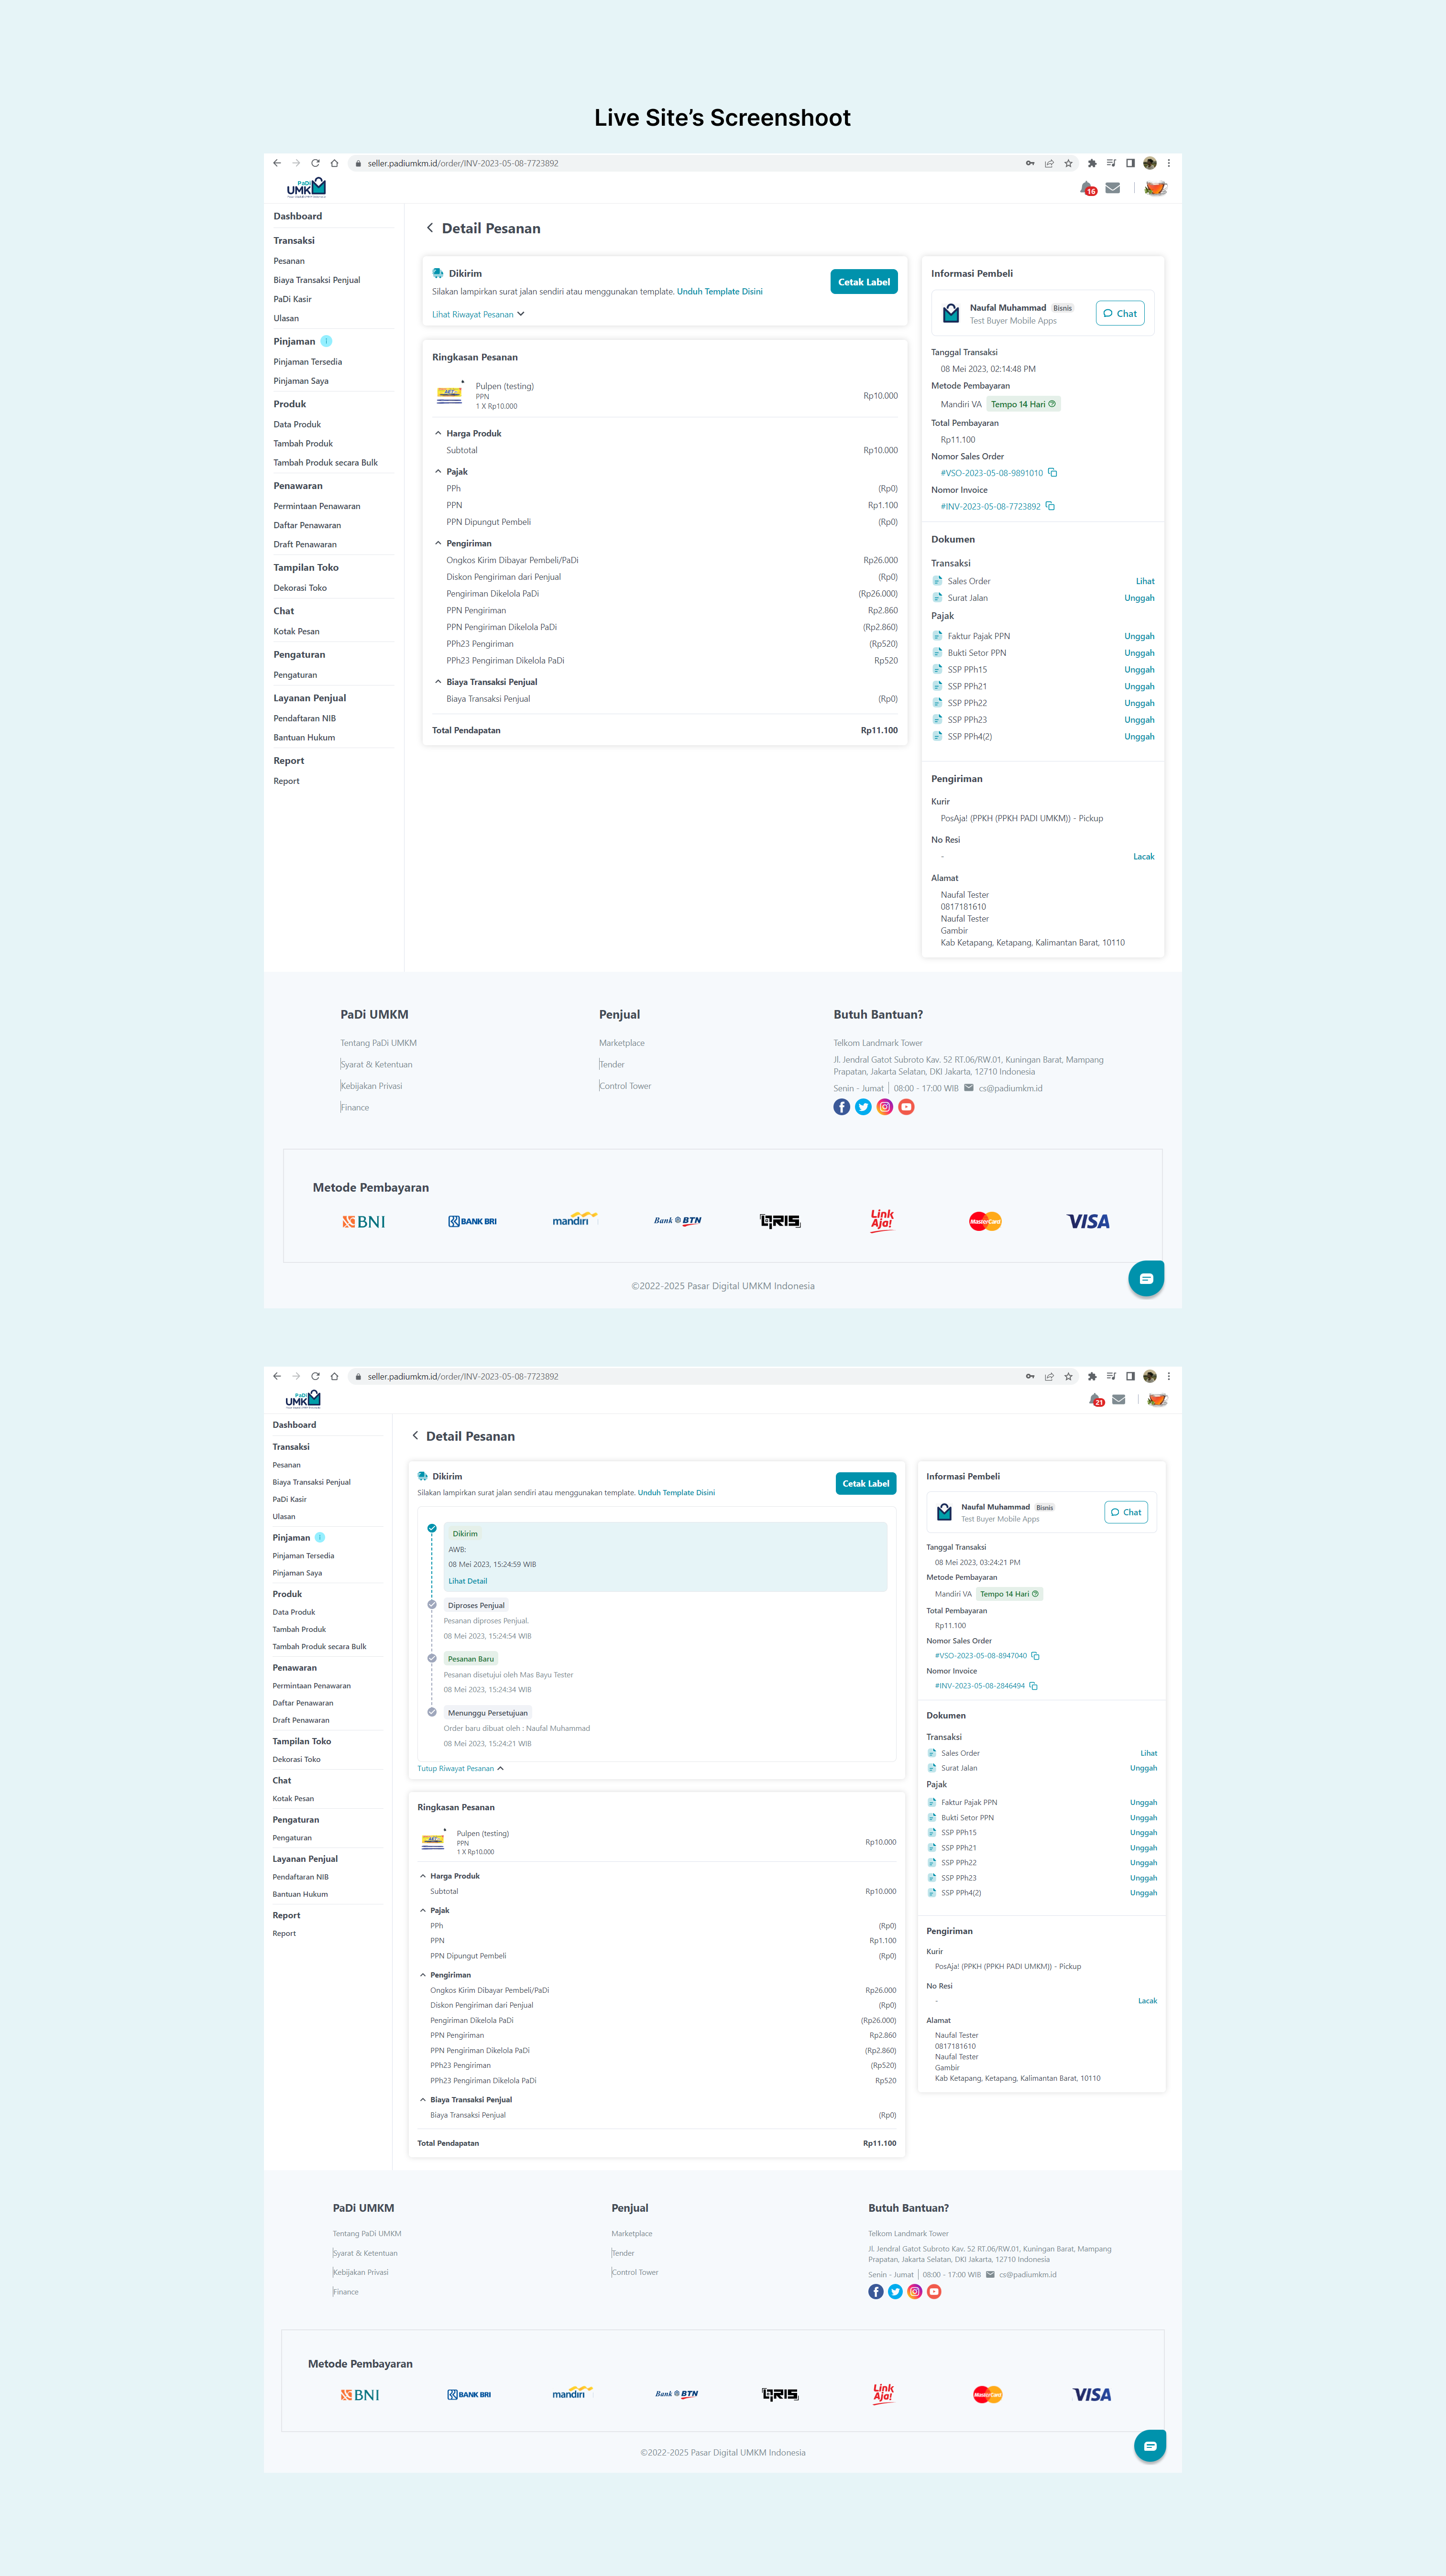 Live Site's Screenshoot
seller.padiumkm.id/order/INV-2023-05-08-7723892
PaDi
UMKM
16
Dashboard
Transaksi
Pesanan
Biaya Transaksi Penjual
PaDi Kasir
Ulasan
Pinjaman
Pinjaman Tersedia
Pinjaman Saya
Produk
Data Produk
Tambah Produk
Tambah Produk secara Bulk
Penawaran
Permintaan Penawaran
Daftar Penawaran
Draft Penawaran
Tampilan Toko
Dekorasi Toko
Chat
Kotak Pesan
Pengaturan
Pengaturan
Layanan Penjual
Pendaftaran NIB
Bantuan Hukum
Report
Report
Detail Pesanan
Dikirim
Cetak Label
Silakan lampirkan surat jalan sendiri atau menggunakan template. Unduh Template Disini
Lihat Riwayat Pesanan
Ringkasan Pesanan
Pulpen (testing)
PPN
1 X Rp10.000
Rp10.000
Harga Produk
Subtotal Rp10.000
Pajak
PPh (Rp0)
PPN Rp1.100
PPN Dipungut Pembeli (Rp0)
Pengiriman
Ongkos Kirim Dibayar Pembeli/PaDi Rp26.000
Diskon Pengiriman dari Penjual (Rp0)
Pengiriman Dikelola PaDi (Rp26.000)
PPN Pengiriman Rp2.860
PPN Pengiriman Dikelola PaDi (Rp2.860)
PPh23 Pengiriman (Rp520)
PPh23 Pengiriman Dikelola PaDi Rp520
Biaya Transaksi Penjual
Biaya Transaksi Penjual (Rp0)
Total Pendapatan Rp11.100
Informasi Pembeli
Naufal Muhammad Bisnis
Test Buyer Mobile Apps
Chat
Tanggal Transaksi
08 Mei 2023, 02:14:48 PM
Metode Pembayaran
Mandiri VA Tempo 14 Hari
Total Pembayaran
Rp11.100
Nomor Sales Order
#VSO-2023-05-08-9891010
Nomor Invoice
#INV-2023-05-08-7723892
Dokumen
Transaksi
Sales Order Lihat
Surat Jalan Unggah
Pajak
Faktur Pajak PPN Unggah
Bukti Setor PPN Unggah
SSP PPh15 Unggah
SSP PPh21 Unggah
SSP PPh22 Unggah
SSP PPh23 Unggah
SSP PPh4(2) Unggah
Pengiriman
Kurir
PosAja! (PPKH (PPKH PADI UMKM)) - Pickup
No Resi
- Lacak
Alamat
Naufal Tester
0817181610
Naufal Tester
Gambir
Kab Ketapang, Ketapang, Kalimantan Barat, 10110
PaDi UMKM
Tentang PaDi UMKM
Syarat & Ketentuan
Kebijakan Privasi
Finance
Penjual
Marketplace
Tender
Control Tower
Butuh Bantuan?
Telkom Landmark Tower
Jl. Jendral Gatot Subroto Kav. 52 RT.06/RW.01, Kuningan Barat, Mampang
Prapatan, Jakarta Selatan, DKI Jakarta, 12710 Indonesia
Senin - Jumat | 08:00 - 17:00 WIB cs@padiumkm.id
Metode Pembayaran
BNI BANK BRI mandiri Bank BTN QRIS Link Aja! MasterCard VISA
©2022-2025 Pasar Digital UMKM Indonesia
seller.padiumkm.id/order/INV-2023-05-08-7723892
PaDi
UMKM
21
Dashboard
Transaksi
Pesanan
Biaya Transaksi Penjual
PaDi Kasir
Ulasan
Pinjaman
Pinjaman Tersedia
Pinjaman Saya
Produk
Data Produk
Tambah Produk
Tambah Produk secara Bulk
Penawaran
Permintaan Penawaran
Daftar Penawaran
Draft Penawaran
Tampilan Toko
Dekorasi Toko
Chat
Kotak Pesan
Pengaturan
Pengaturan
Layanan Penjual
Pendaftaran NIB
Bantuan Hukum
Report
Report
Detail Pesanan
Dikirim
Cetak Label
Silakan lampirkan surat jalan sendiri atau menggunakan template. Unduh Template Disini
Dikirim
AWB:
08 Mei 2023, 15:24:59 WIB
Lihat Detail
Diproses Penjual
Pesanan diproses Penjual.
08 Mei 2023, 15:24:54 WIB
Pesanan Baru
Pesanan disetujui oleh Mas Bayu Tester
08 Mei 2023, 15:24:34 WIB
Menunggu Persetujuan
Order baru dibuat oleh : Naufal Muhammad
08 Mei 2023, 15:24:21 WIB
Tutup Riwayat Pesanan
Ringkasan Pesanan
Pulpen (testing)
PPN
1 X Rp10.000
Rp10.000
Harga Produk
Subtotal Rp10.000
Pajak
PPh (Rp0)
PPN Rp1.100
PPN Dipungut Pembeli (Rp0)
Pengiriman
Ongkos Kirim Dibayar Pembeli/PaDi Rp26.000
Diskon Pengiriman dari Penjual (Rp0)
Pengiriman Dikelola PaDi (Rp26.000)
PPN Pengiriman Rp2.860
PPN Pengiriman Dikelola PaDi (Rp2.860)
PPh23 Pengiriman (Rp520)
PPh23 Pengiriman Dikelola PaDi Rp520
Biaya Transaksi Penjual
Biaya Transaksi Penjual (Rp0)
Total Pendapatan Rp11.100
Informasi Pembeli
Naufal Muhammad Bisnis
Test Buyer Mobile Apps
Chat
Tanggal Transaksi
08 Mei 2023, 03:24:21 PM
Metode Pembayaran
Mandiri VA Tempo 14 Hari
Total Pembayaran
Rp11.100
Nomor Sales Order
#VSO-2023-05-08-8947040
Nomor Invoice
#INV-2023-05-08-2846494
Dokumen
Transaksi
Sales Order Lihat
Surat Jalan Unggah
Pajak
Faktur Pajak PPN Unggah
Bukti Setor PPN Unggah
SSP PPh15 Unggah
SSP PPh21 Unggah
SSP PPh22 Unggah
SSP PPh23 Unggah
SSP PPh4(2) Unggah
Pengiriman
Kurir
PosAja! (PPKH (PPKH PADI UMKM)) - Pickup
No Resi
- Lacak
Alamat
Naufal Tester
0817181610
Naufal Tester
Gambir
Kab Ketapang, Ketapang, Kalimantan Barat, 10110
PaDi UMKM
Tentang PaDi UMKM
Syarat & Ketentuan
Kebijakan Privasi
Finance
Penjual
Marketplace
Tender
Control Tower
Butuh Bantuan?
Telkom Landmark Tower
Jl. Jendral Gatot Subroto Kav. 52 RT.06/RW.01, Kuningan Barat, Mampang
Prapatan, Jakarta Selatan, DKI Jakarta, 12710 Indonesia
Senin - Jumat | 08:00 - 17:00 WIB cs@padiumkm.id
Metode Pembayaran
BNI BANK BRI mandiri Bank BTN QRIS Link Aja! MasterCard VISA
©2022-2025 Pasar Digital UMKM Indonesia